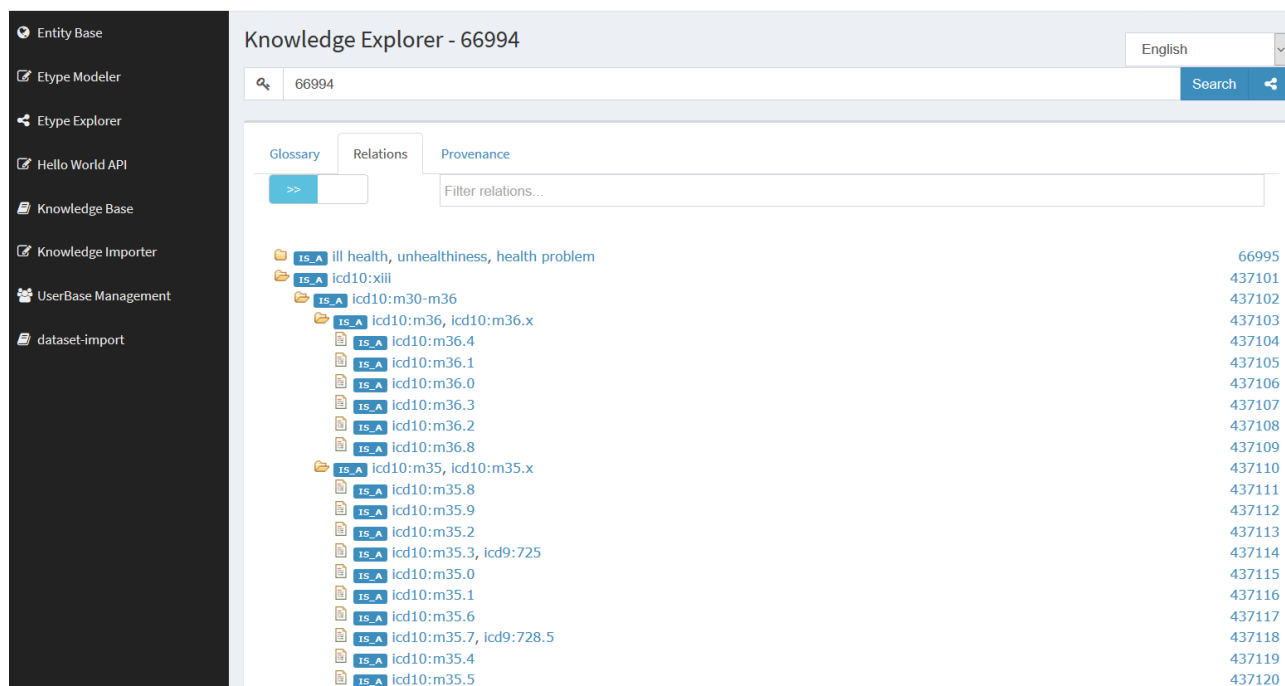 Entity Base
Etype Modeler
Etype Explorer
Hello World API
Knowledge Base
Knowledge Importer
UserBase Management
dataset-import
Knowledge Explorer - 66994
English
66994
Search
Glossary Relations Provenance
>>
Filter relations...
IS_A ill health, unhealthiness, health problem 66995
IS_A icd10:xiii 437101
IS_A icd10:m30-m36 437102
IS_A icd10:m36, icd10:m36.x 437103
IS_A icd10:m36.4 437104
IS_A icd10:m36.1 437105
IS_A icd10:m36.0 437106
IS_A icd10:m36.3 437107
IS_A icd10:m36.2 437108
IS_A icd10:m36.8 437109
IS_A icd10:m35, icd10:m35.x 437110
IS_A icd10:m35.8 437111
IS_A icd10:m35.9 437112
IS_A icd10:m35.2 437113
IS_A icd10:m35.3, icd9:725 437114
IS_A icd10:m35.0 437115
IS_A icd10:m35.1 437116
IS_A icd10:m35.6 437117
IS_A icd10:m35.7, icd9:728.5 437118
IS_A icd10:m35.4 437119
IS_A icd10:m35.5 437120